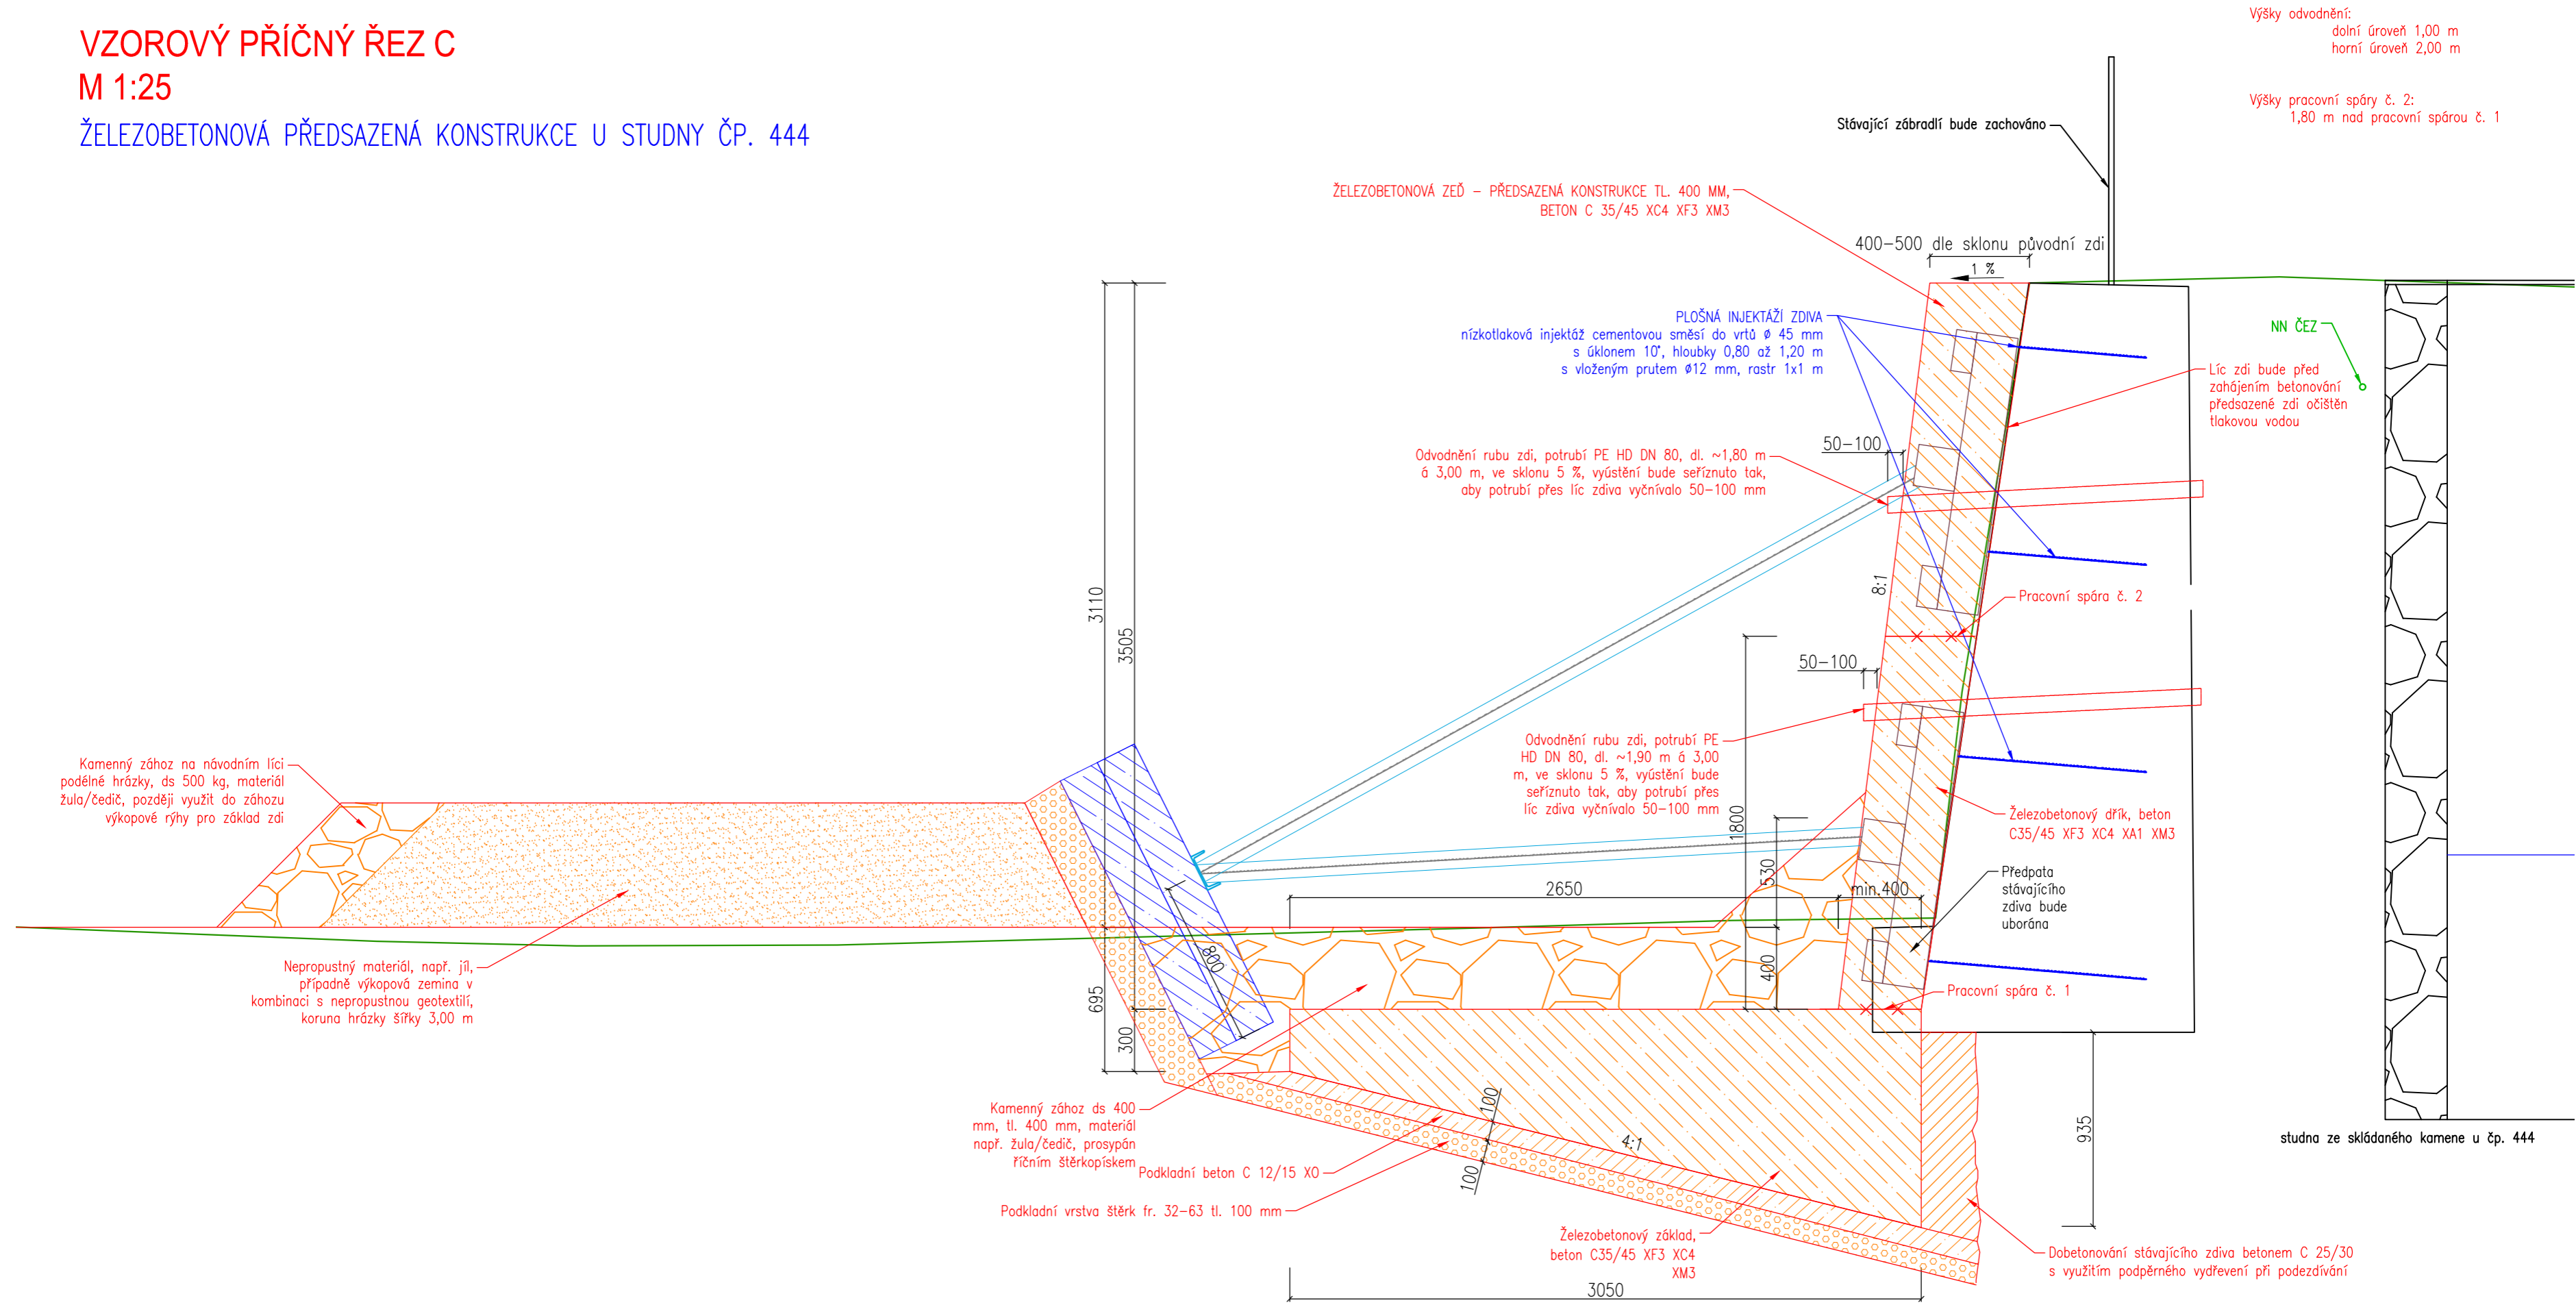 VZOROVÝ PŘÍČNÝ ŘEZ C
M 1:25
ŽELEZOBETONOVÁ PŘEDSAZENÁ KONSTRUKCE U STUDNY ČP. 444
Výšky odvodnění:
dolní úroveň 1,00 m
horní úroveň 2,00 m
Výšky pracovní spáry č. 2:
1,80 m nad pracovní spárou č. 1
Stávající zábradlí bude zachováno
ŽELEZOBETONOVÁ ZEĎ – PŘEDSAZENÁ KONSTRUKCE TL. 400 MM,
BETON C 35/45 XC4 XF3 XM3
400-500 dle sklonu původní zdi
1 %
PLOŠNÁ INJEKTÁŽÍ ZDIVA
nízkotlaková injektáž cementovou směsí do vrtů ø 45 mm
s úklonem 10°, hloubky 0,80 až 1,20 m
s vloženým prutem ø12 mm, rastr 1x1 m
NN ČEZ
Líc zdi bude před
zahájením betonování
předsazené zdi očištěn
tlakovou vodou
50-100
Odvodnění rubu zdi, potrubí PE HD DN 80, dl. ~1,80 m
á 3,00 m, ve sklonu 5 %, vyústění bude seříznuto tak,
aby potrubí přes líc zdiva vyčnívalo 50-100 mm
8:1
Pracovní spára č. 2
3110
3505
50-100
Odvodnění rubu zdi, potrubí PE
HD DN 80, dl. ~1,90 m á 3,00
m, ve sklonu 5 %, vyústění bude
seříznuto tak, aby potrubí přes
líc zdiva vyčnívalo 50-100 mm
1800
530
Kamenný zához na návodním líci
podélné hrázky, ds 500 kg, materiál
žula/čedič, později využit do záhozu
výkopové rýhy pro základ zdi
Železobetonový dřík, beton
C35/45 XF3 XC4 XA1 XM3
Předpata
stávajícího
zdiva bude
uborána
2650
min.400
800
400
695
300
Nepropustný materiál, např. jíl,
případně výkopová zemina v
kombinaci s nepropustnou geotextilí,
koruna hrázky šířky 3,00 m
Pracovní spára č. 1
Kamenný zához ds 400
mm, tl. 400 mm, materiál
např. žula/čedič, prosypán
říčním štěrkopískem
100
100
4:1
935
studna ze skládaného kamene u čp. 444
Podkladní beton C 12/15 XO
Podkladní vrstva štěrk fr. 32-63 tl. 100 mm
Železobetonový základ,
beton C35/45 XF3 XC4
XM3
Dobetonování stávajícího zdiva betonem C 25/30
s využitím podpěrného vydřevení při podezdívání
3050